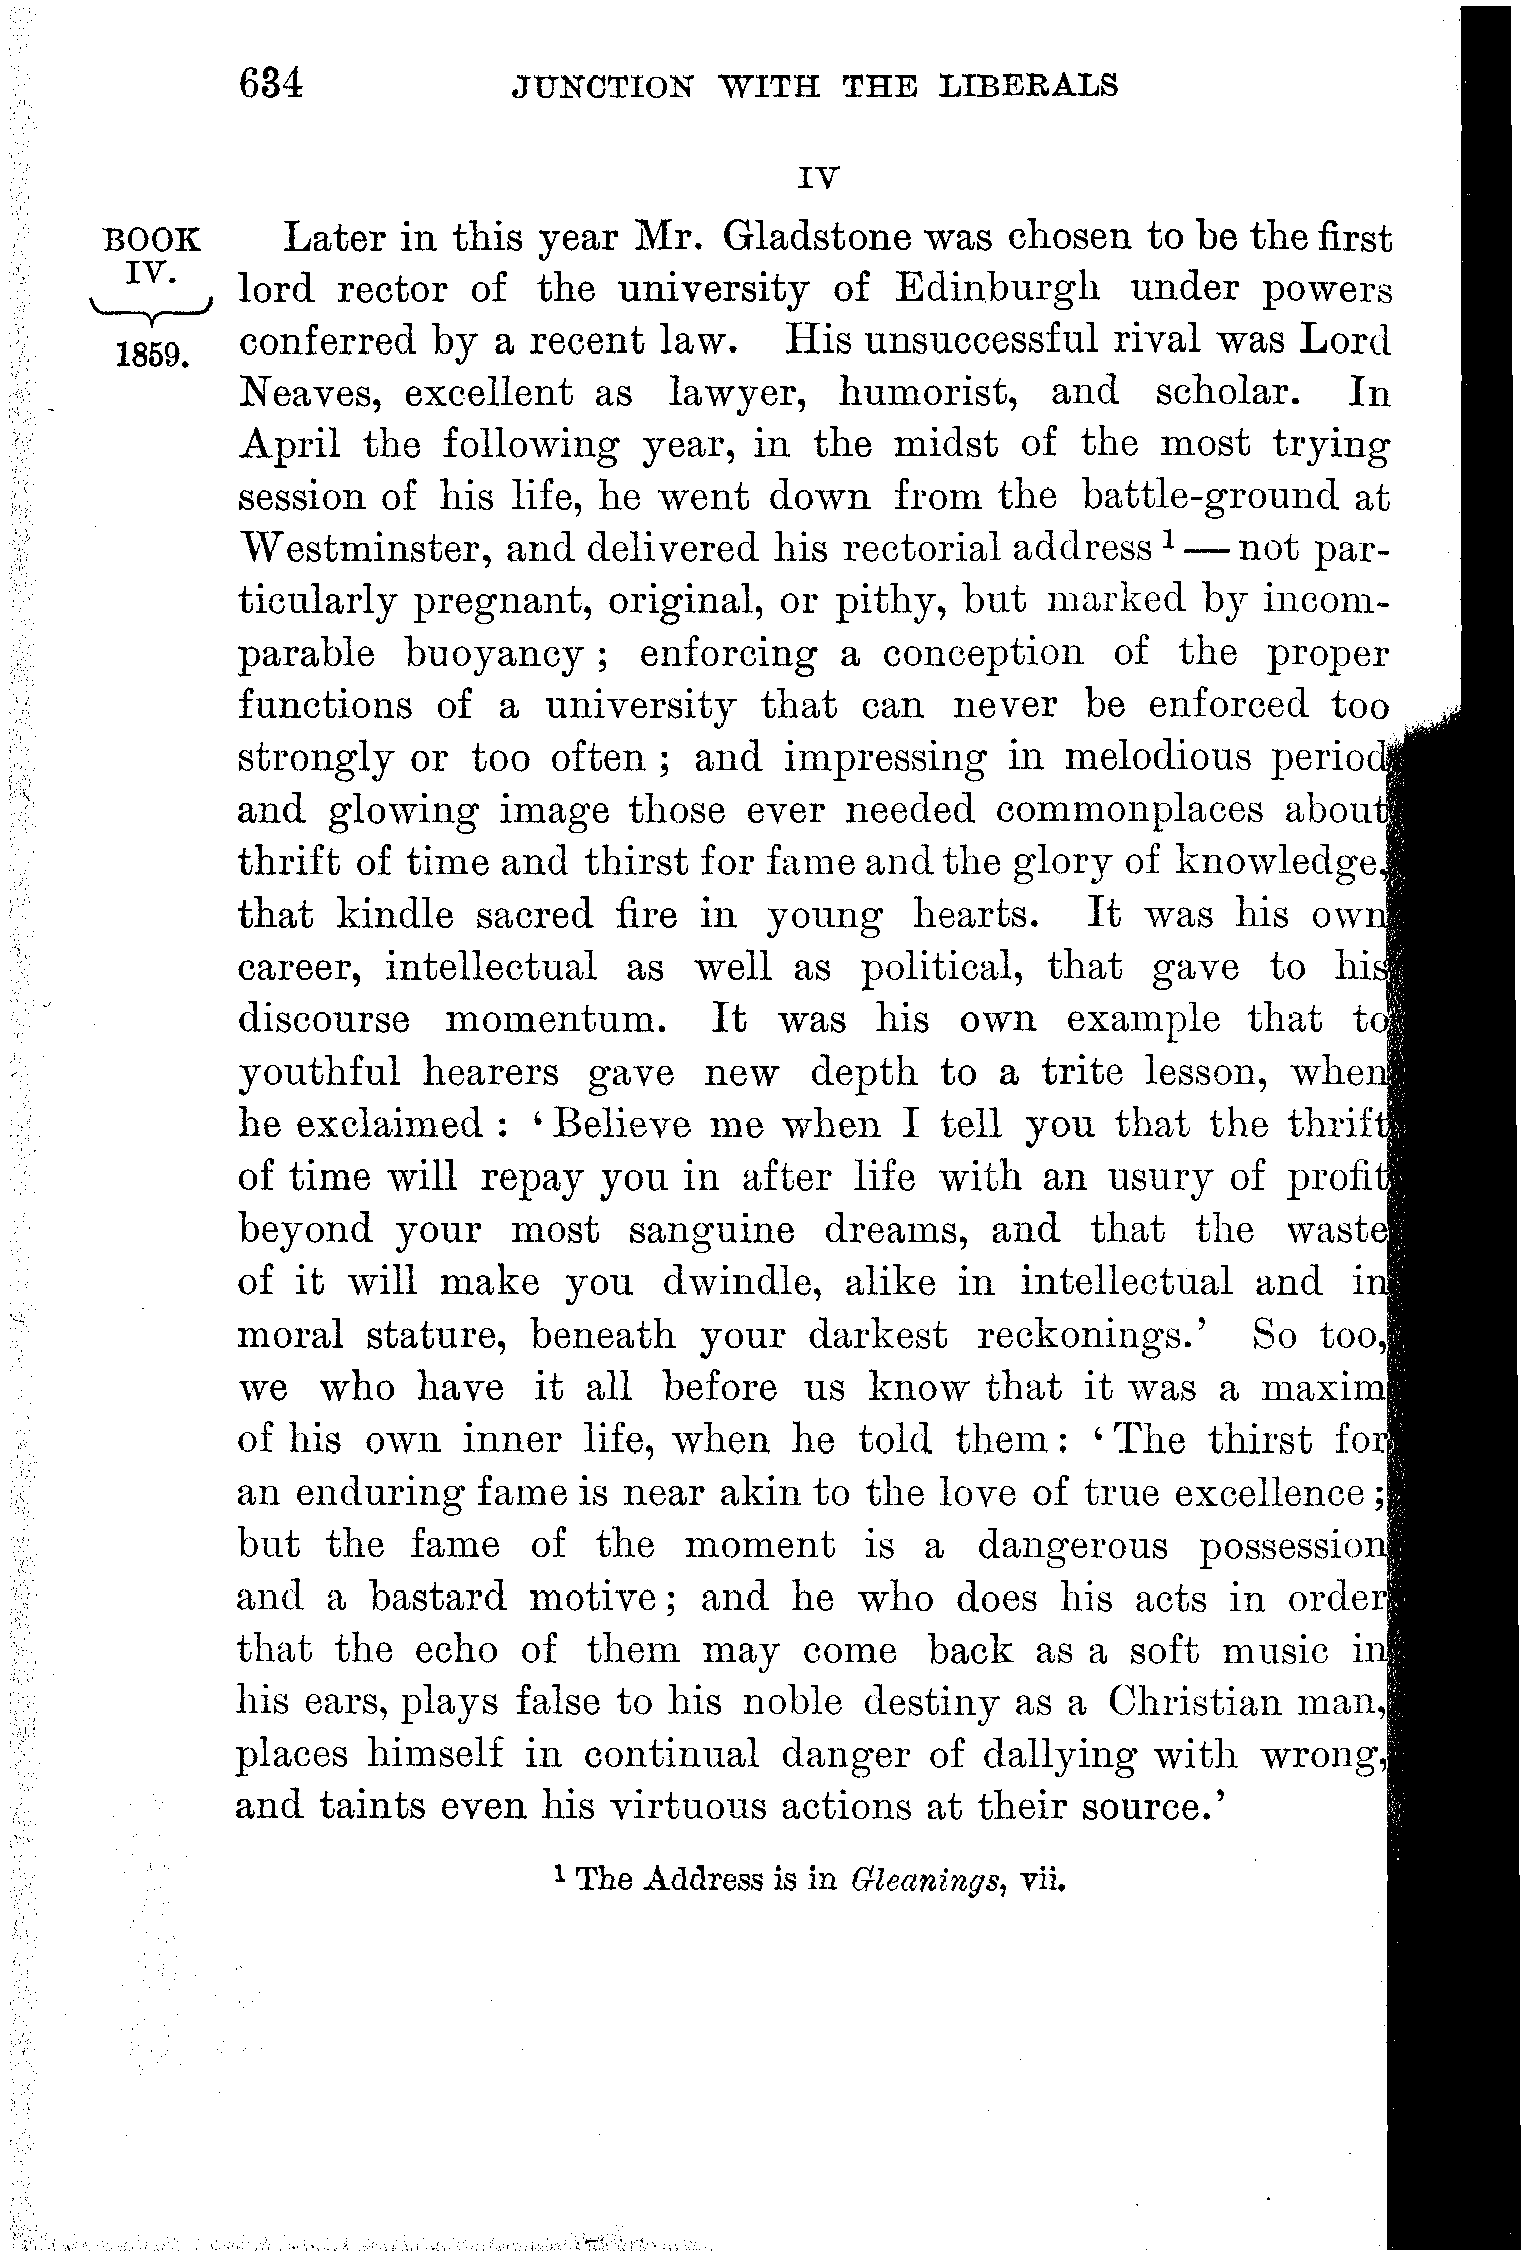 634 JUNCTION WITH THE LIBERALS
IV
BOOK
IV.
1859.
Later in this year Mr. Gladstone was chosen to be the first
lord rector of the university of Edinburgh under powers
conferred by a recent law. His unsuccessful rival was Lord
Neaves, excellent as lawyer, humorist, and scholar. In
April the following year, in the midst of the most trying
session of his life, he went down from the battle-ground at
Westminster, and delivered his rectorial address ¹ — not par-
ticularly pregnant, original, or pithy, but marked by incom-
parable buoyancy ; enforcing a conception of the proper
functions of a university that can never be enforced too
strongly or too often ; and impressing in melodious period
and glowing image those ever needed commonplaces about
thrift of time and thirst for fame and the glory of knowledge,
that kindle sacred fire in young hearts. It was his own
career, intellectual as well as political, that gave to his
discourse momentum. It was his own example that to
youthful hearers gave new depth to a trite lesson, when
he exclaimed : ‘ Believe me when I tell you that the thrift
of time will repay you in after life with an usury of profit
beyond your most sanguine dreams, and that the waste
of it will make you dwindle, alike in intellectual and in
moral stature, beneath your darkest reckonings.’ So too,
we who have it all before us know that it was a maxim
of his own inner life, when he told them : ‘ The thirst for
an enduring fame is near akin to the love of true excellence ;
but the fame of the moment is a dangerous possession
and a bastard motive ; and he who does his acts in order
that the echo of them may come back as a soft music in
his ears, plays false to his noble destiny as a Christian man,
places himself in continual danger of dallying with wrong,
and taints even his virtuous actions at their source.’
¹ The Address is in Gleanings, vii.